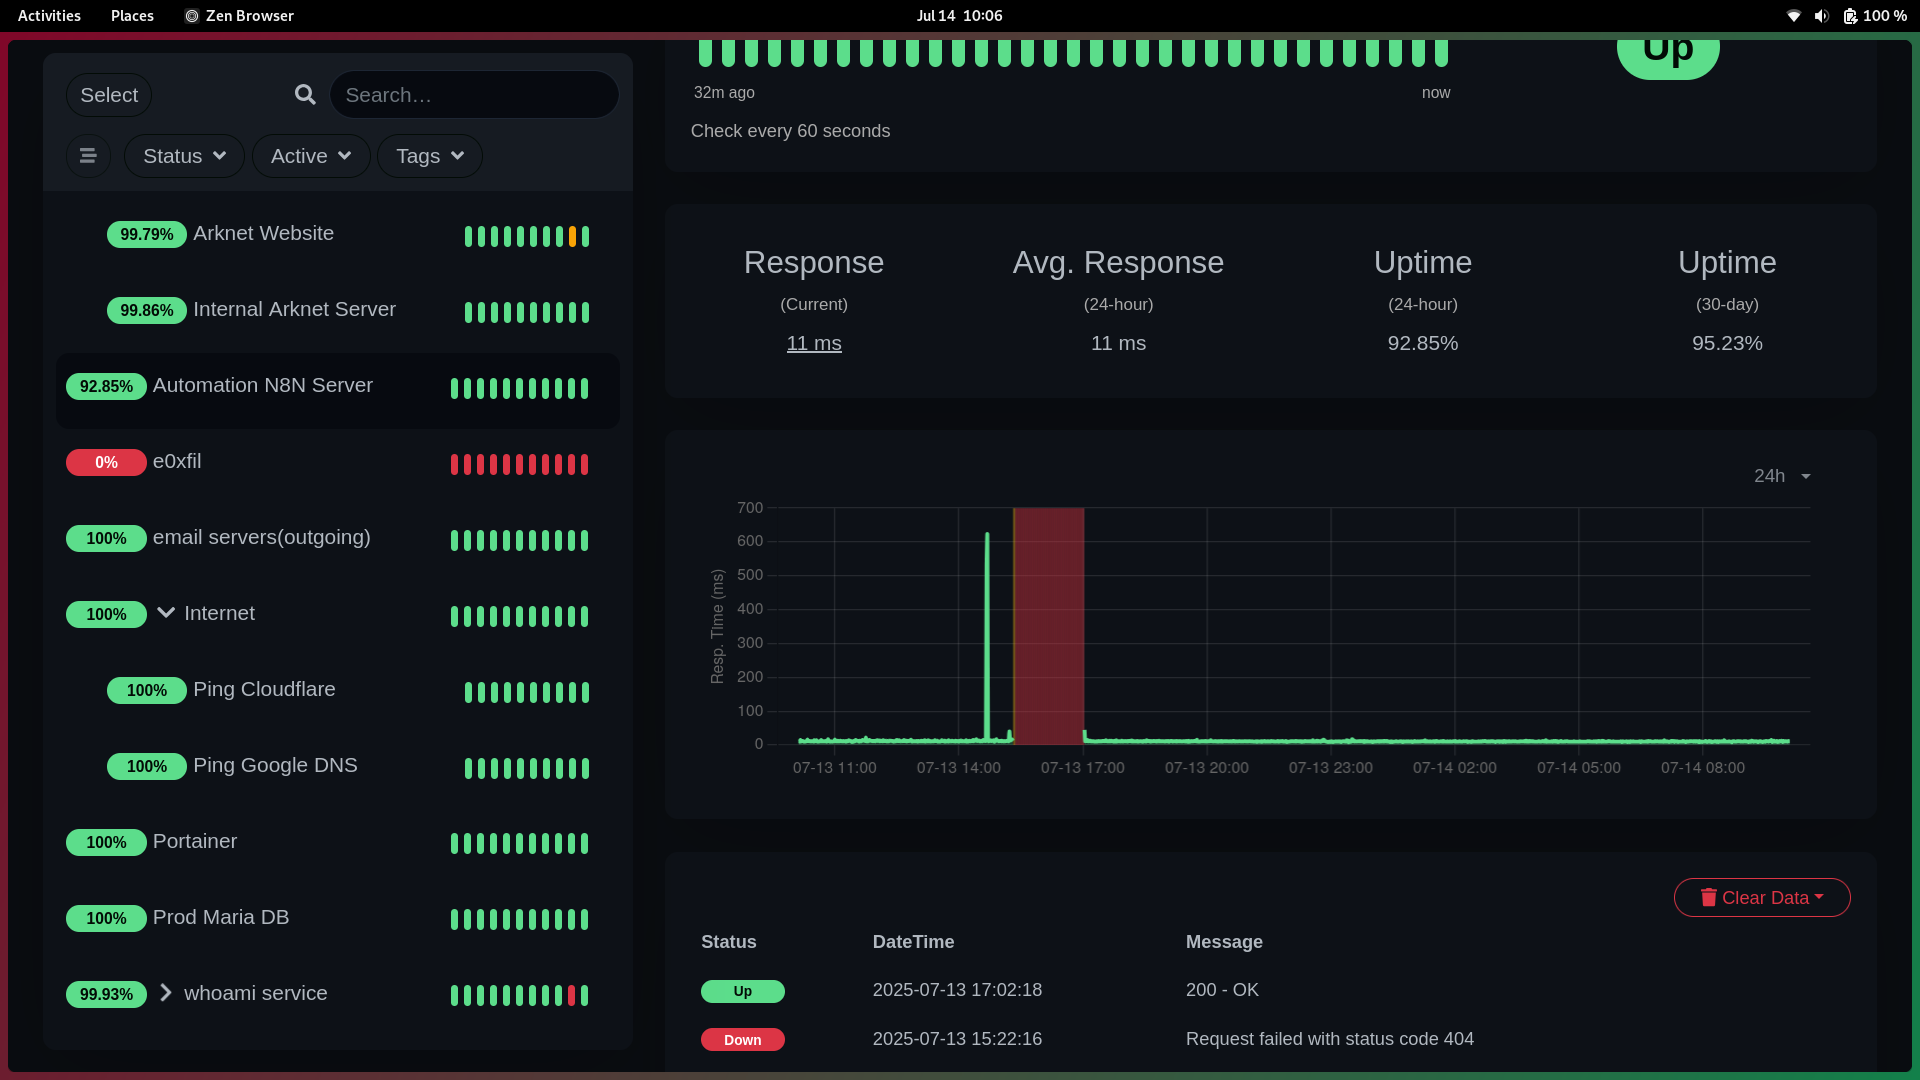 Activities Places Zen Browser Jul 14 10:06 100 %
Select Search…
Status Active Tags
99.79% Arknet Website
99.86% Internal Arknet Server
92.85% Automation N8N Server
0% e0xfil
100% email servers(outgoing)
100% Internet
100% Ping Cloudflare
100% Ping Google DNS
100% Portainer
100% Prod Maria DB
99.93% whoami service
Up
32m ago now
Check every 60 seconds
Response Avg. Response Uptime Uptime
(Current) (24-hour) (24-hour) (30-day)
11 ms 11 ms 92.85% 95.23%
24h
Resp. Time (ms)
700
600
500
400
300
200
100
0
07-13 11:00 07-13 14:00 07-13 17:00 07-13 20:00 07-13 23:00 07-14 02:00 07-14 05:00 07-14 08:00
Clear Data
Status DateTime Message
Up 2025-07-13 17:02:18 200 - OK
Down 2025-07-13 15:22:16 Request failed with status code 404